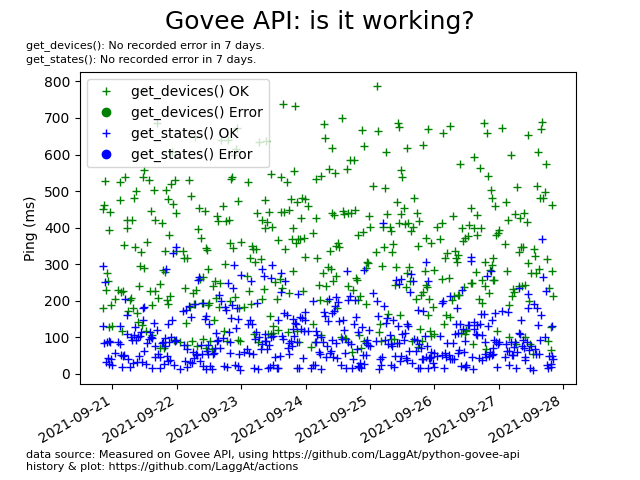 Govee API: is it working?
get_devices(): No recorded error in 7 days.
get_states(): No recorded error in 7 days.
800
700
600
500
400
300
200
100
0
Ping (ms)
get_devices() OK
get_devices() Error
get_states() OK
get_states() Error
2021-09-21
2021-09-22
2021-09-23
2021-09-24
2021-09-25
2021-09-26
2021-09-27
2021-09-28
data source: Measured on Govee API, using https://github.com/LaggAt/python-govee-api
history & plot: https://github.com/LaggAt/actions